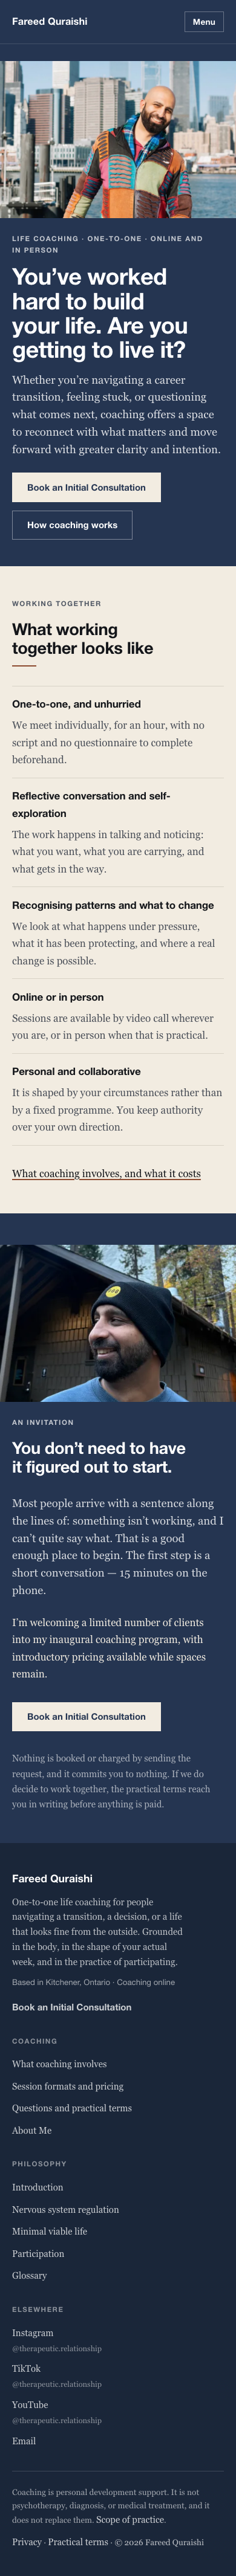 Fareed Quraishi
Menu
LIFE COACHING · ONE-TO-ONE · ONLINE AND
IN PERSON
You’ve worked
hard to build
your life. Are you
getting to live it?
Whether you’re navigating a career
transition, feeling stuck, or questioning
what comes next, coaching offers a space
to reconnect with what matters and move
forward with greater clarity and intention.
Book an Initial Consultation
How coaching works
WORKING TOGETHER
What working
together looks like
One-to-one, and unhurried
We meet individually, for an hour, with no
script and no questionnaire to complete
beforehand.
Reflective conversation and self-
exploration
The work happens in talking and noticing:
what you want, what you are carrying, and
what gets in the way.
Recognising patterns and what to change
We look at what happens under pressure,
what it has been protecting, and where a real
change is possible.
Online or in person
Sessions are available by video call wherever
you are, or in person when that is practical.
Personal and collaborative
It is shaped by your circumstances rather than
by a fixed programme. You keep authority
over your own direction.
What coaching involves, and what it costs
AN INVITATION
You don’t need to have
it figured out to start.
Most people arrive with a sentence along
the lines of: something isn’t working, and I
can’t quite say what. That is a good
enough place to begin. The first step is a
short conversation — 15 minutes on the
phone.
I’m welcoming a limited number of clients
into my inaugural coaching program, with
introductory pricing available while spaces
remain.
Book an Initial Consultation
Nothing is booked or charged by sending the
request, and it commits you to nothing. If we do
decide to work together, the practical terms reach
you in writing before anything is paid.
Fareed Quraishi
One-to-one life coaching for people
navigating a transition, a decision, or a life
that looks fine from the outside. Grounded
in the body, in the shape of your actual
week, and in the practice of participating.
Based in Kitchener, Ontario · Coaching online
Book an Initial Consultation
COACHING
What coaching involves
Session formats and pricing
Questions and practical terms
About Me
PHILOSOPHY
Introduction
Nervous system regulation
Minimal viable life
Participation
Glossary
ELSEWHERE
Instagram
@therapeutic.relationship
TikTok
@therapeutic.relationship
YouTube
@therapeutic.relationship
Email
Coaching is personal development support. It is not
psychotherapy, diagnosis, or medical treatment, and it
does not replace them. Scope of practice.
Privacy · Practical terms · © 2026 Fareed Quraishi